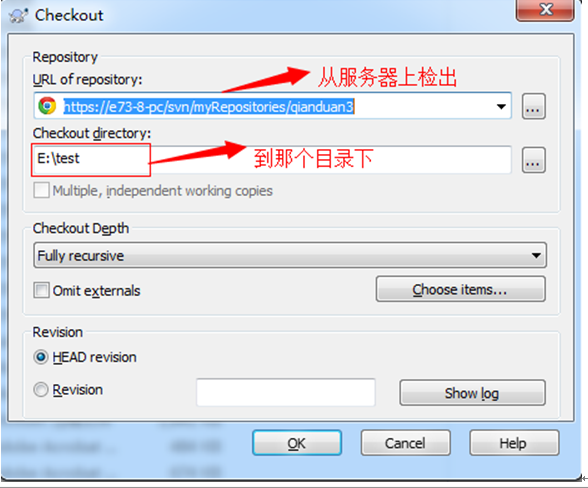 Checkout
Repository
URL of repository:
从服务器上检出
https://e73-8-pc/svn/myRepositories/qianduan3
...
Checkout directory:
E:\test
到那个目录下
...
Multiple, independent working copies
Checkout Depth
Fully recursive
Omit externals
Choose items...
Revision
HEAD revision
Revision
Show log
OK
Cancel
Help